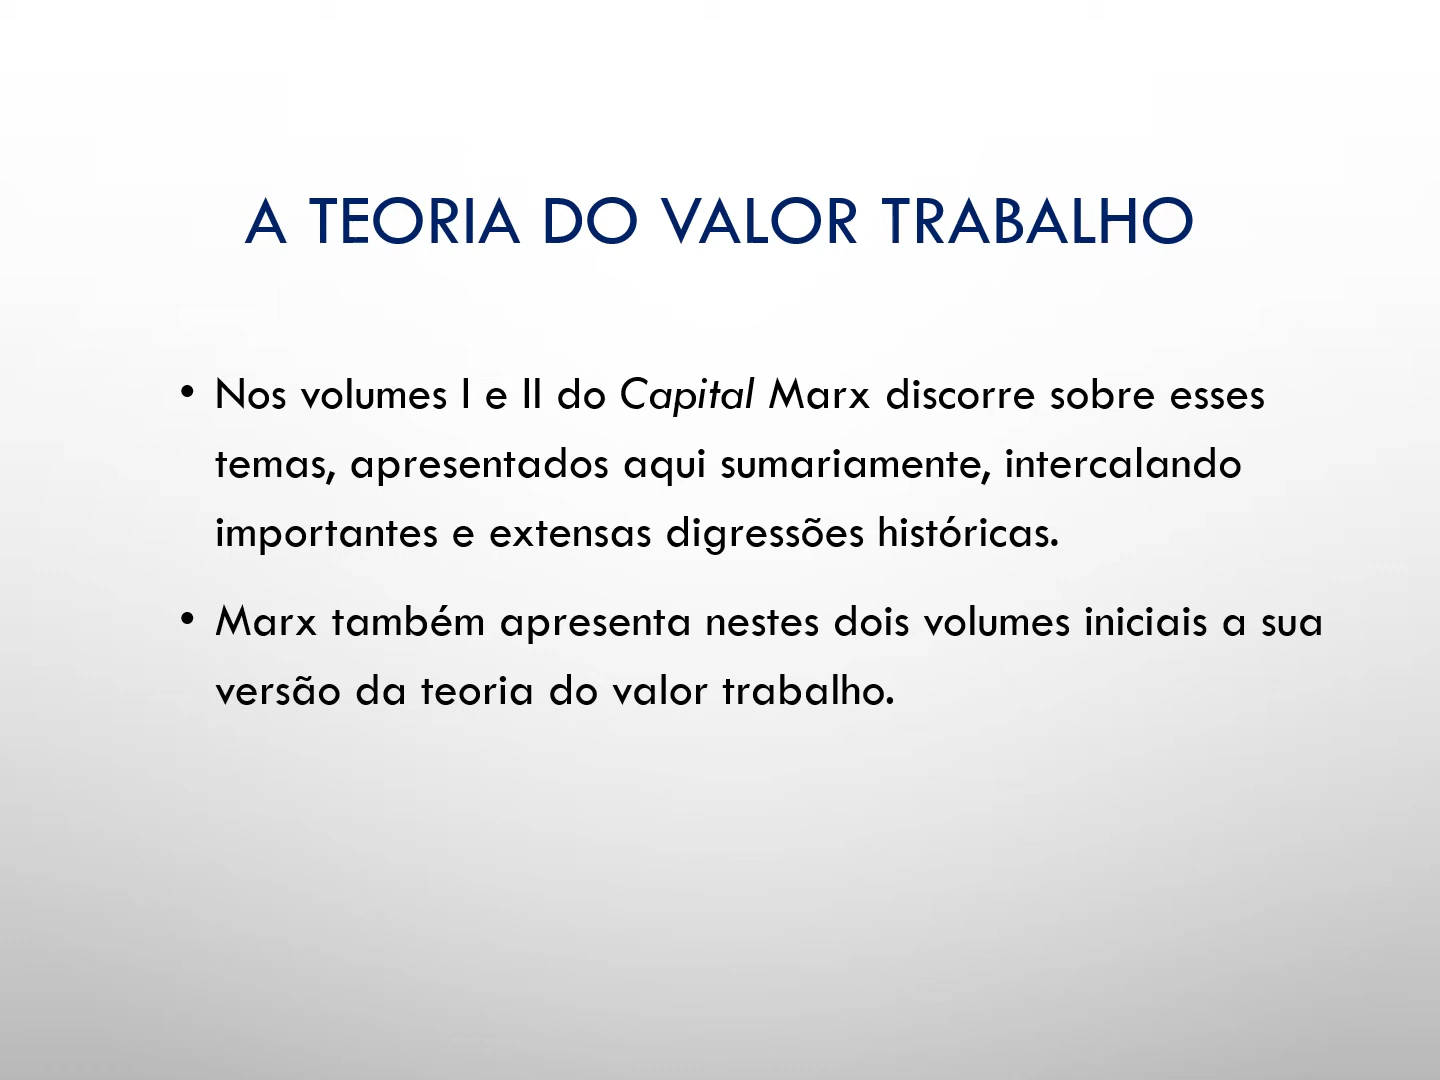 A TEORIA DO VALOR TRABALHO
• Nos volumes I e II do Capital Marx discorre sobre esses
temas, apresentados aqui sumariamente, intercalando
importantes e extensas digressões históricas.
• Marx também apresenta nestes dois volumes iniciais a sua
versão da teoria do valor trabalho.